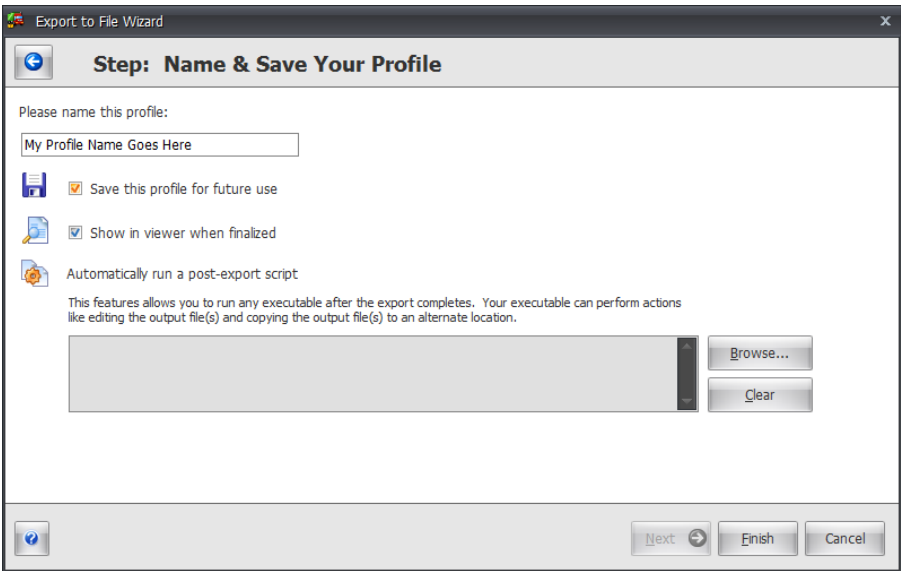 Export to File Wizard
x
Step: Name & Save Your Profile
Please name this profile:
My Profile Name Goes Here
Save this profile for future use
Show in viewer when finalized
Automatically run a post-export script
This features allows you to run any executable after the export completes. Your executable can perform actions
like editing the output file(s) and copying the output file(s) to an alternate location.
Browse...
Clear
?
Next
Finish
Cancel